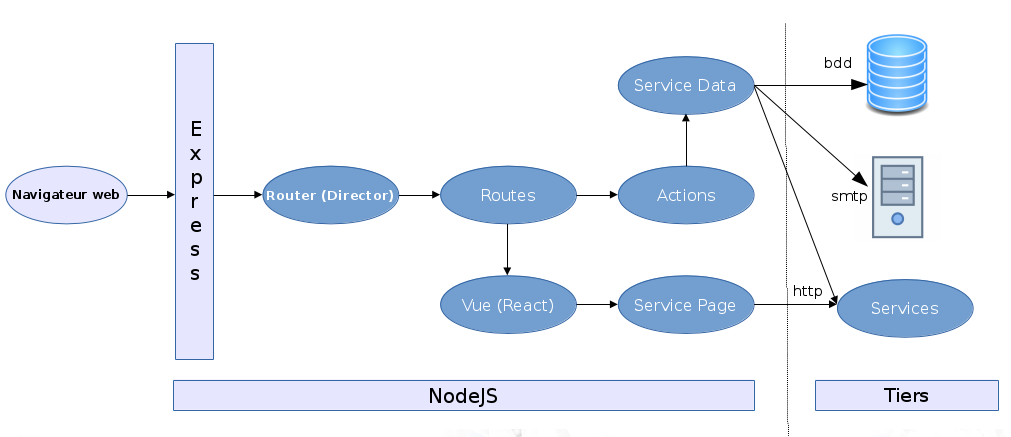 bdd
Service Data
Express
Navigateur web
Router (Director)
Routes
Actions
smtp
http
Vue (React)
Service Page
Services
NodeJS
Tiers